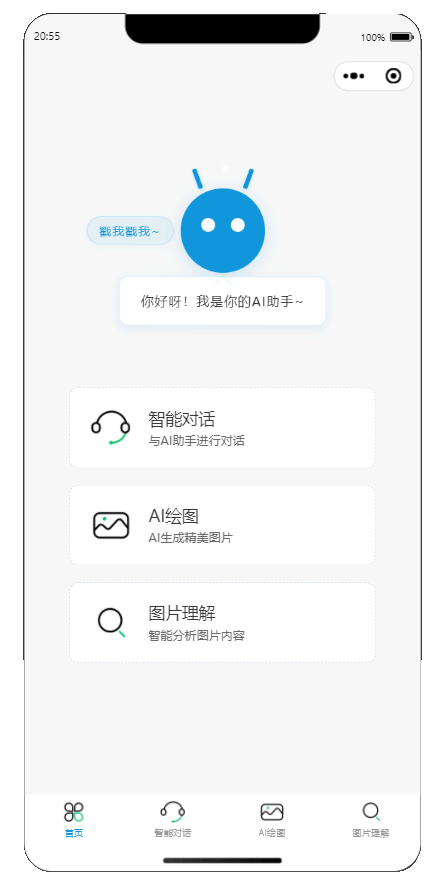 20:55
100%
戳我戳我~
你好呀！我是你的AI助手~
智能对话
与AI助手进行对话
AI绘图
AI生成精美图片
图片理解
智能分析图片内容
首页
智能对话
AI绘图
图片理解